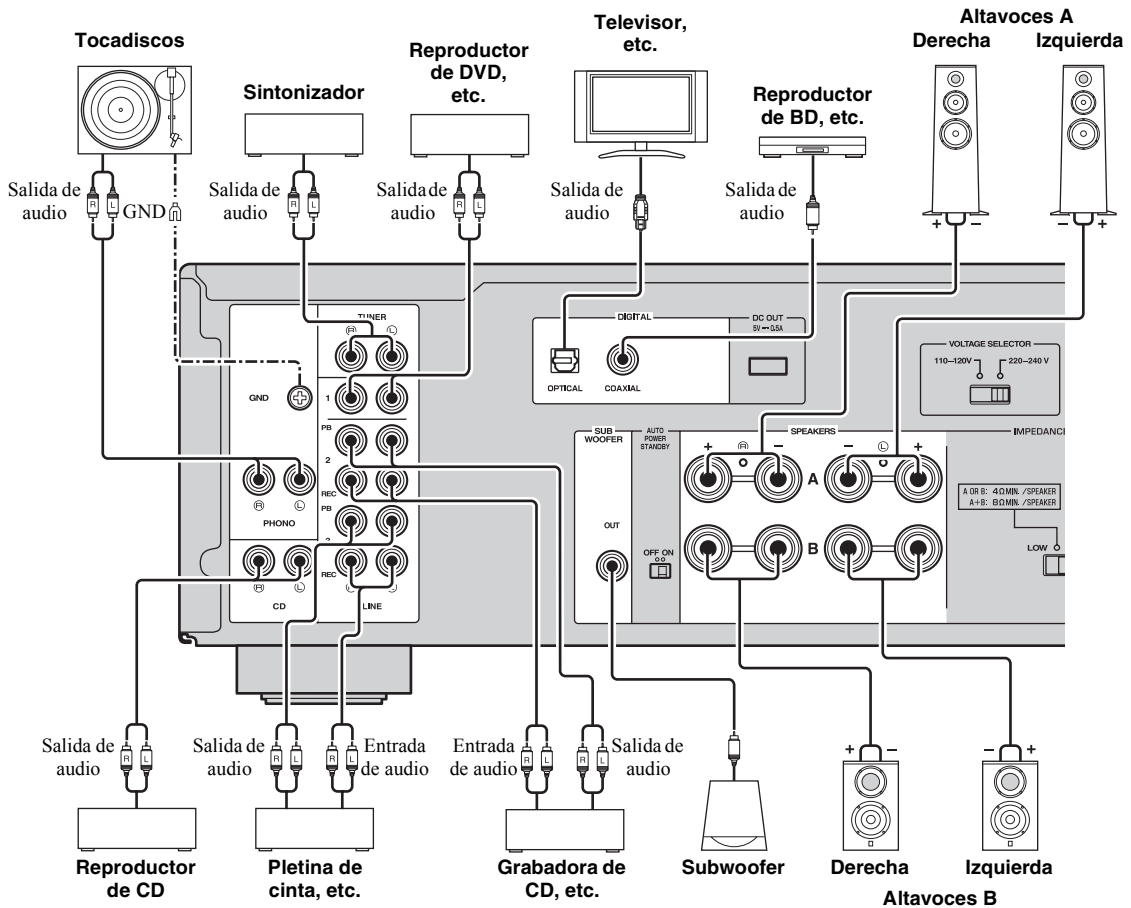 Tocadiscos
Sintonizador
Reproductor
de DVD,
etc.
Televisor,
etc.
Reproductor
de BD, etc.
Altavoces A
Derecha
Izquierda
Salida de
audio
GND
Salida de
audio
Salida de
audio
Salida de
audio
Salida de
audio
R L
R L
R L
+ −
− +
TUNER
R L
GND
1
PB
2
REC
PB
3
REC
R L
PHONO
R L
CD
LINE
DIGITAL
OPTICAL
COAXIAL
DC OUT
5V 0.5A
VOLTAGE SELECTOR
110–120V
220–240 V
SUB
WOOFER
OUT
AUTO
POWER
STANDBY
OFF ON
SPEAKERS
+ R − − L +
A
B
IMPEDANCE
A OR B: 4ΩMIN. /SPEAKER
A+B: 8ΩMIN. /SPEAKER
LOW
Salida de
audio
Salida de
audio
Entrada
de audio
Entrada
de audio
Salida de
audio
R L
R L
R L
R L
R L
+ −
− +
Reproductor
de CD
Pletina de
cinta, etc.
Grabadora de
CD, etc.
Subwoofer
Derecha
Izquierda
Altavoces B